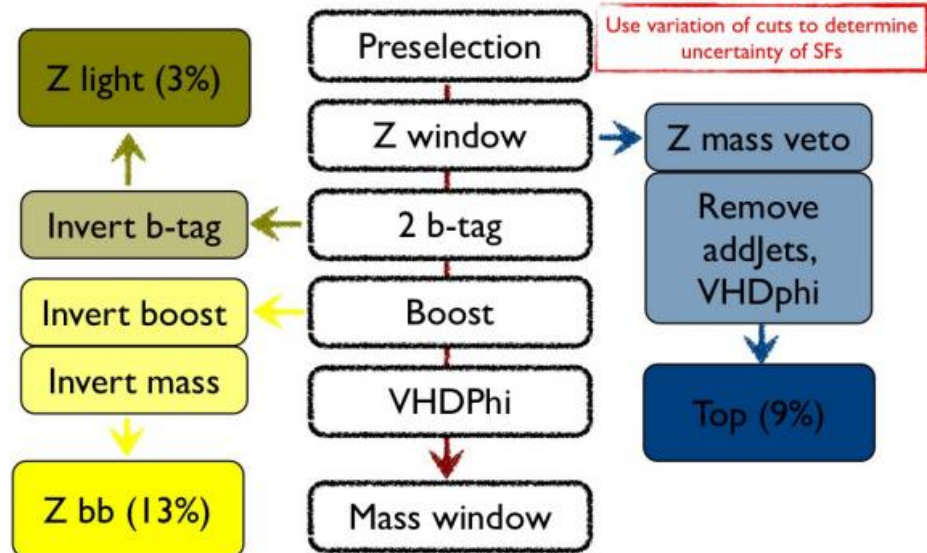 Preselection
Use variation of cuts to determine
uncertainty of SFs
Z light (3%)
Z window
Z mass veto
Invert b-tag
2 b-tag
Remove
addJets,
VHDphi
Invert boost
Boost
Invert mass
VHDPhi
Top (9%)
Z bb (13%)
Mass window